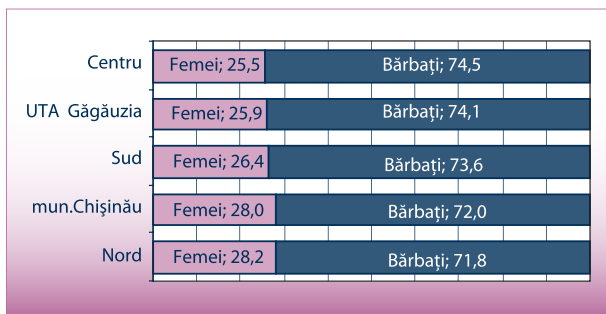 Centru Femei; 25,5 Bărbați; 74,5
UTA Găgăuzia Femei; 25,9 Bărbați; 74,1
Sud Femei; 26,4 Bărbați; 73,6
mun.Chişinău Femei; 28,0 Bărbați; 72,0
Nord Femei; 28,2 Bărbați; 71,8